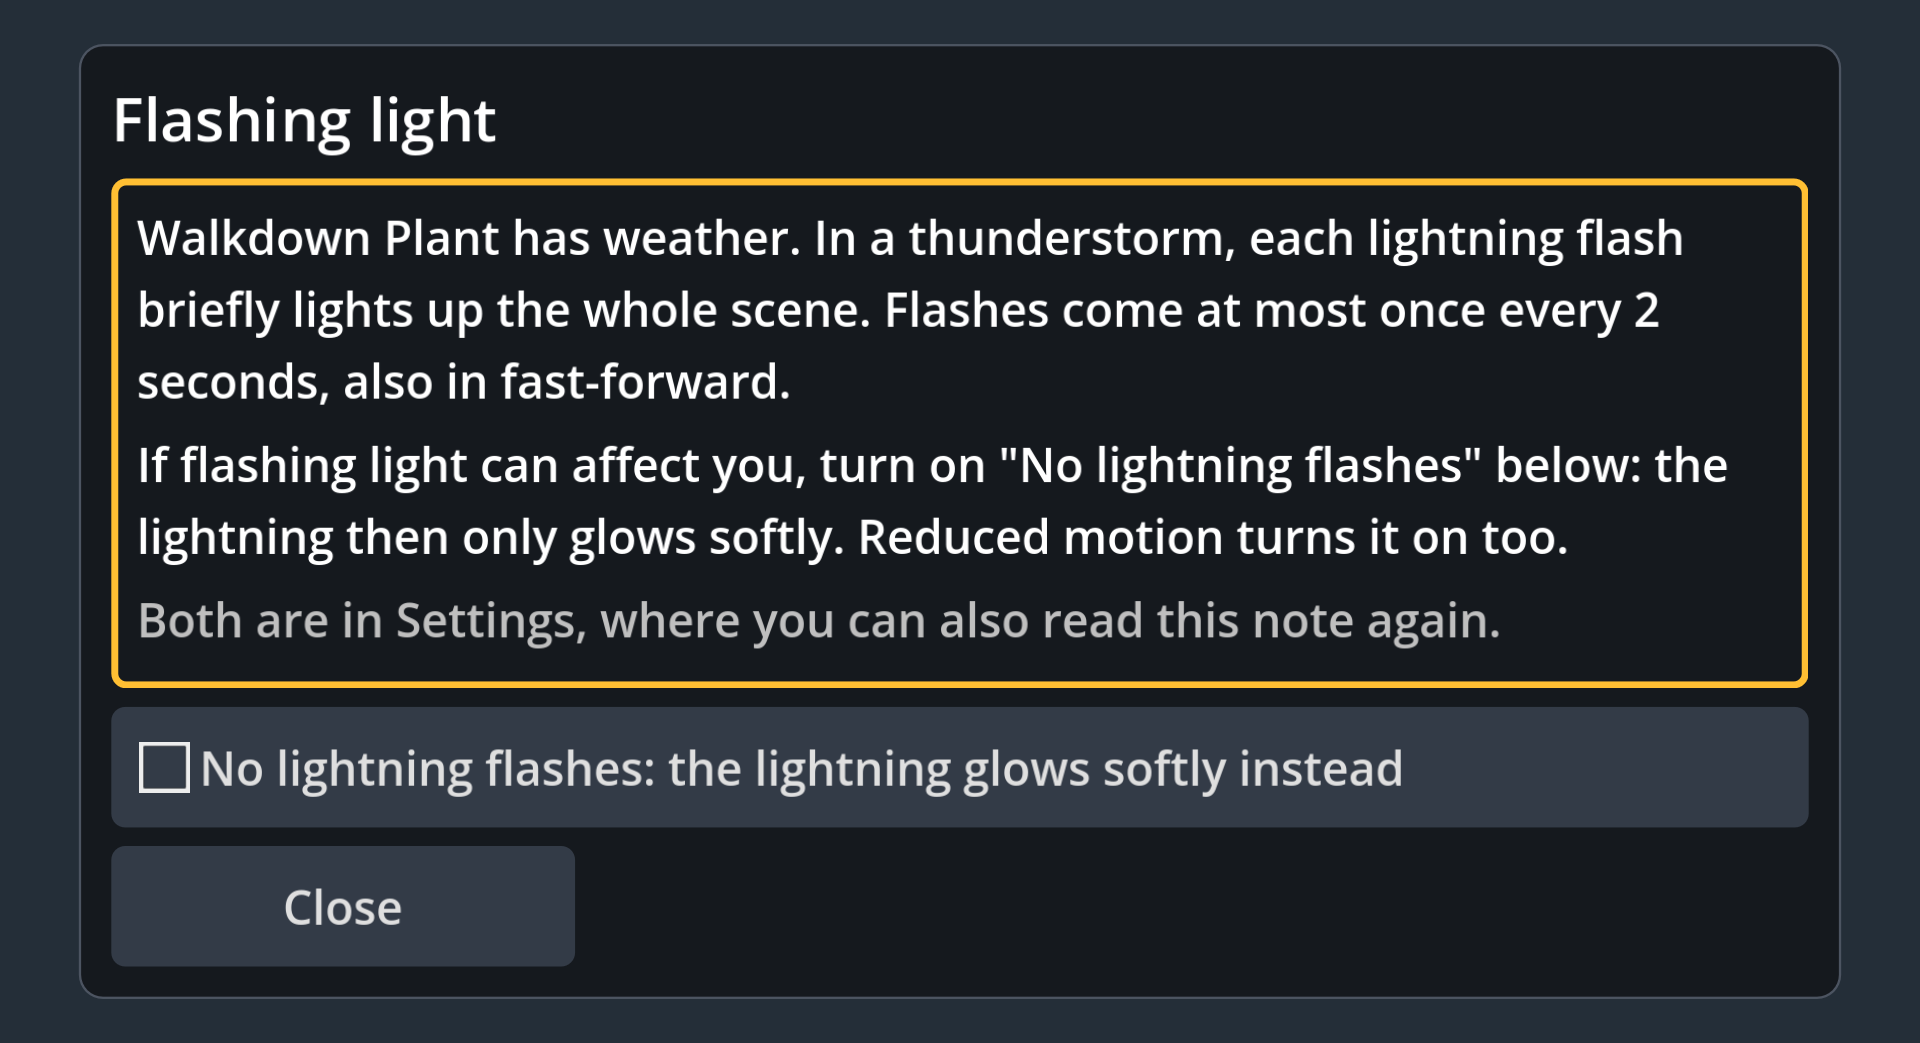 Flashing light
Walkdown Plant has weather. In a thunderstorm, each lightning flash
briefly lights up the whole scene. Flashes come at most once every 2
seconds, also in fast-forward.
If flashing light can affect you, turn on "No lightning flashes" below: the
lightning then only glows softly. Reduced motion turns it on too.
Both are in Settings, where you can also read this note again.
No lightning flashes: the lightning glows softly instead
Close